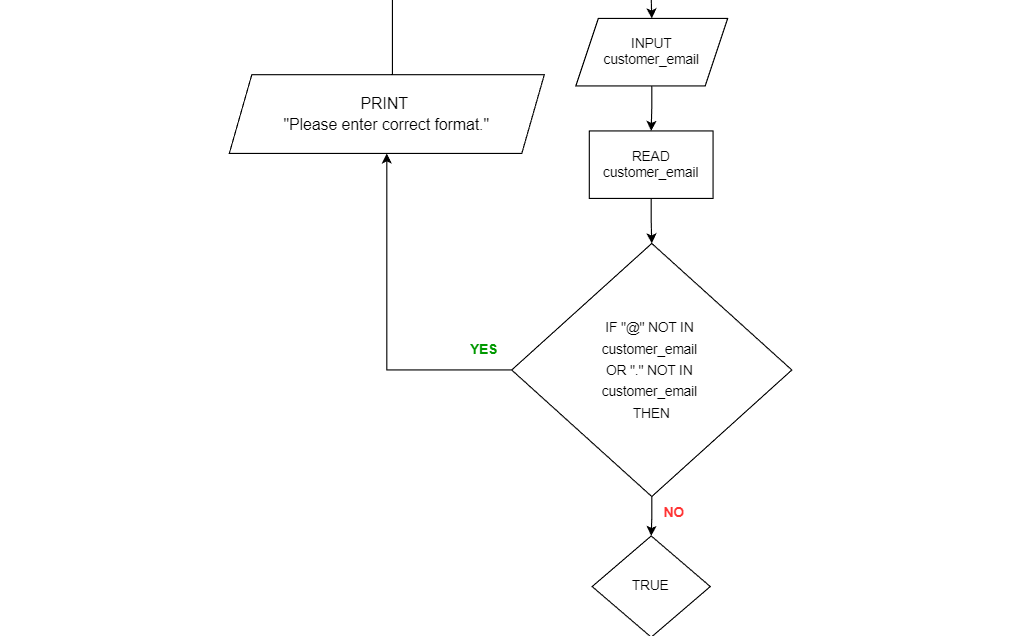 INPUT
customer_email
PRINT
"Please enter correct format."
READ
customer_email
IF "@" NOT IN
customer_email
OR "." NOT IN
customer_email
THEN
YES
NO
TRUE